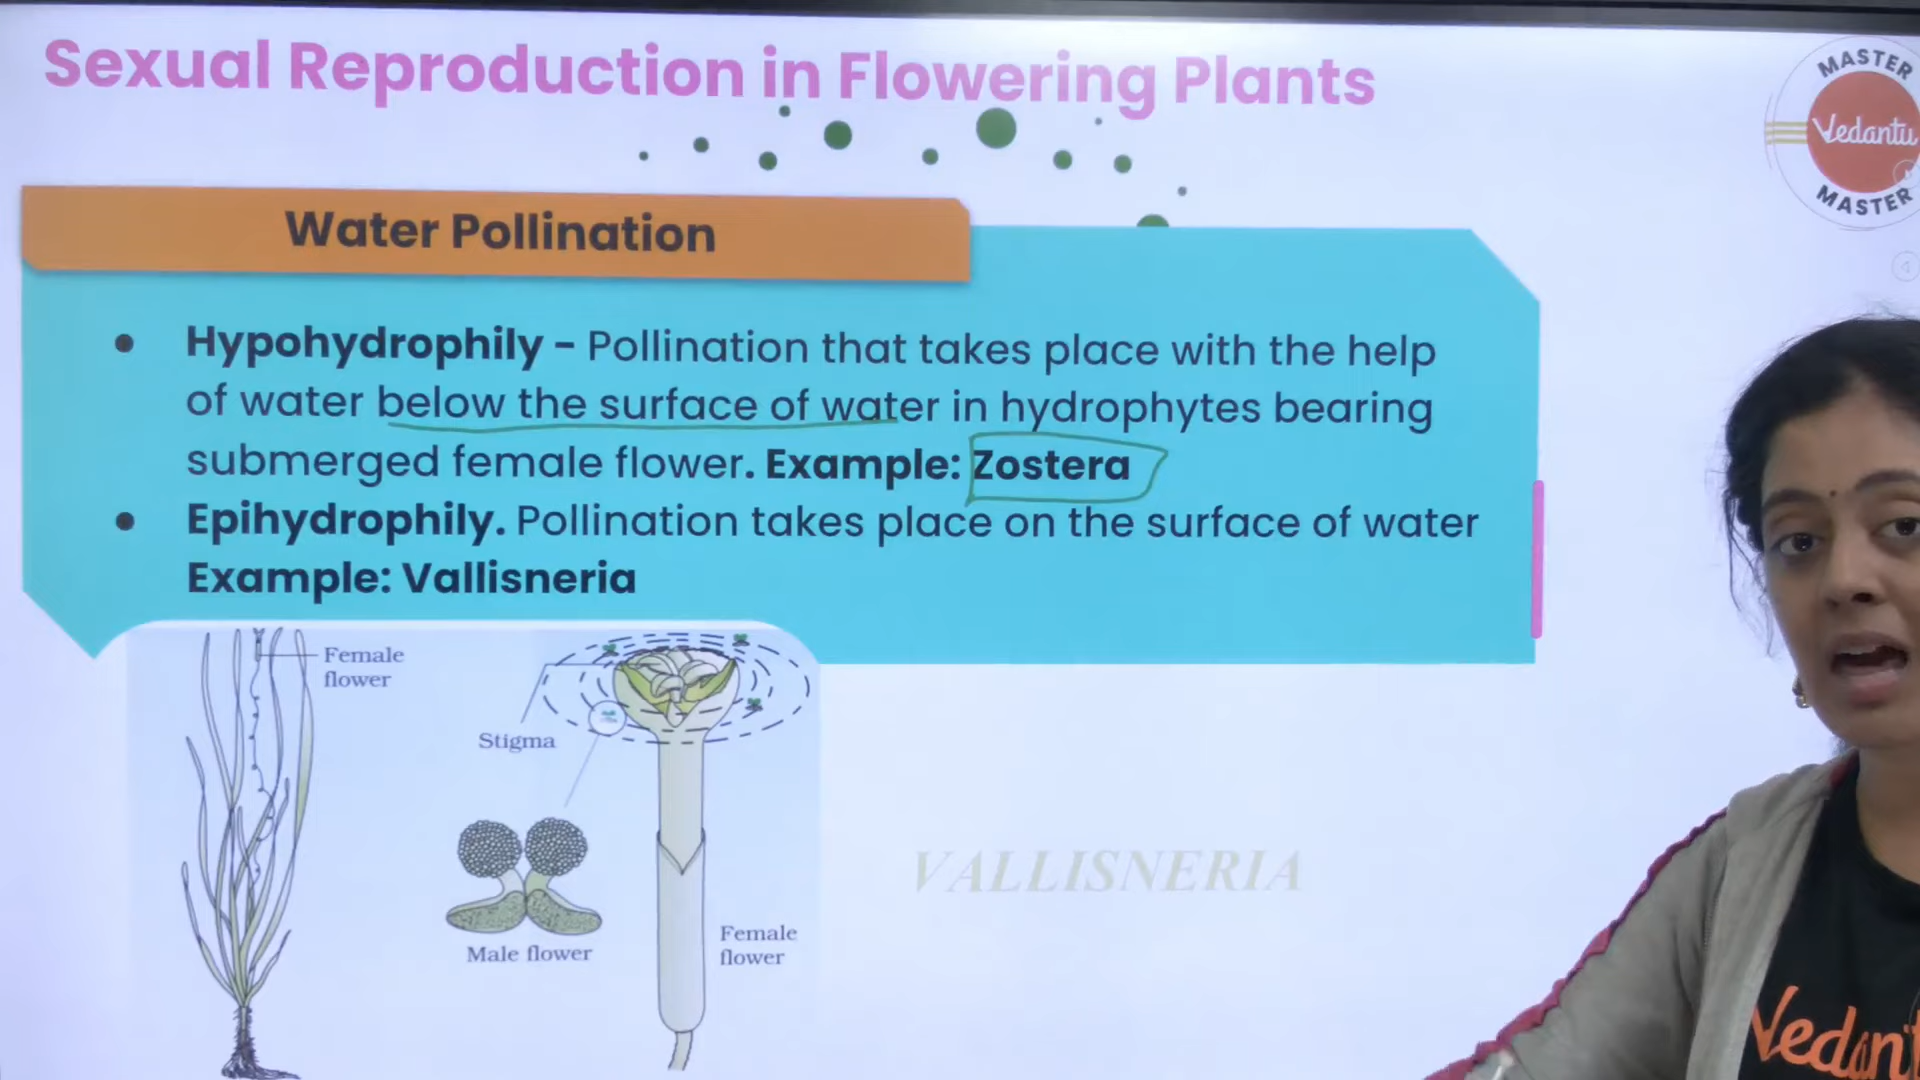 Sexual Reproduction in Flowering Plants
MASTER
Vedantu
MASTER
Water Pollination
Hypohydrophily - Pollination that takes place with the help
of water below the surface of water in hydrophytes bearing
submerged female flower. Example: Zostera
Epihydrophily. Pollination takes place on the surface of water
Example: Vallisneria
Female
flower
Stigma
Male flower
Female
flower
VALLISNERIA